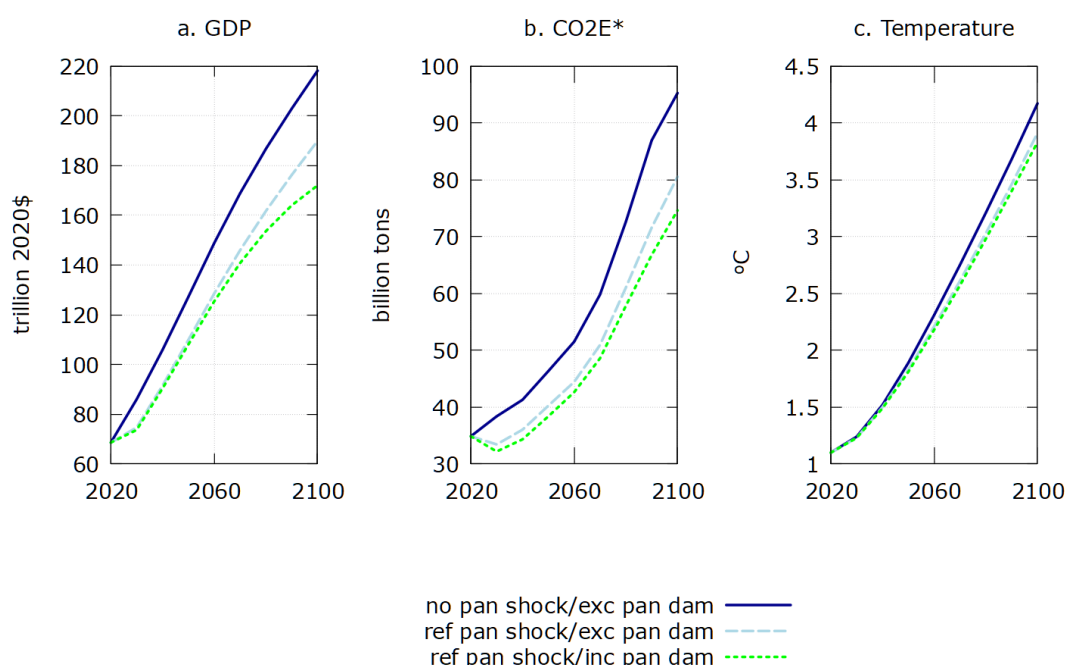 a. GDP
b. CO2E*
c. Temperature
220
200
180
160
140
120
100
80
60
trillion 2020$
2020 2060 2100
100
90
80
70
60
50
40
30
billion tons
2020 2060 2100
4.5
4
3.5
3
2.5
2
1.5
1
ºC
2020 2060 2100
no pan shock/exc pan dam
ref pan shock/exc pan dam
ref pan shock/inc pan dam